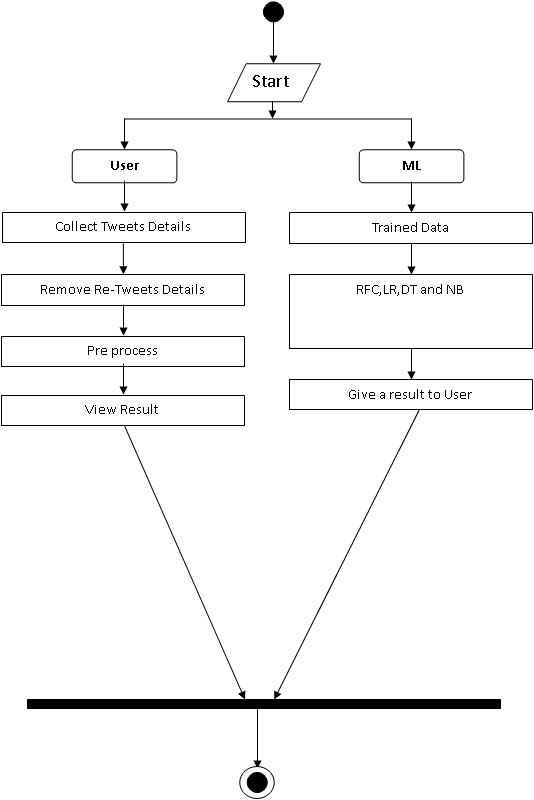 Start
User
Collect Tweets Details
Remove Re-Tweets Details
Pre process
View Result
ML
Trained Data
RFC,LR,DT and NB
Give a result to User